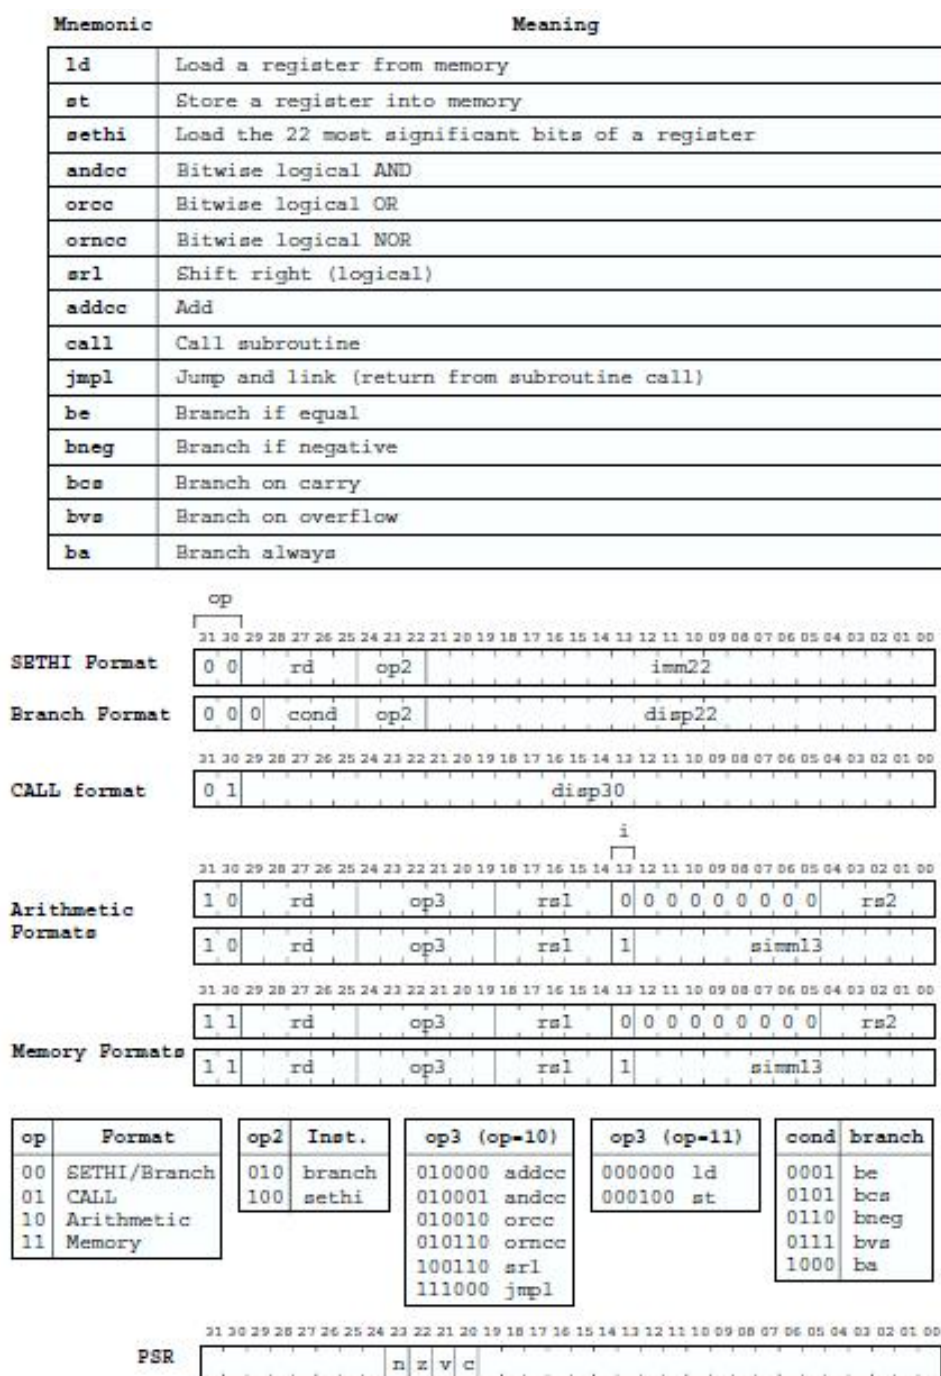 Mnemonic Meaning
ld Load a register from memory
st Store a register into memory
sethi Load the 22 most significant bits of a register
andcc Bitwise logical AND
orcc Bitwise logical OR
orncc Bitwise logical NOR
srl Shift right (logical)
addcc Add
call Call subroutine
jmpl Jump and link (return from subroutine call)
be Branch if equal
bneg Branch if negative
bcs Branch on carry
bvs Branch on overflow
ba Branch always
op
31 30 29 28 27 26 25 24 23 22 21 20 19 18 17 16 15 14 13 12 11 10 09 08 07 06 05 04 03 02 01 00
SETHI Format 0 0 rd op2 imm22
Branch Format 0 0 0 cond op2 disp22
31 30 29 28 27 26 25 24 23 22 21 20 19 18 17 16 15 14 13 12 11 10 09 08 07 06 05 04 03 02 01 00
CALL format 0 1 disp30
i
31 30 29 28 27 26 25 24 23 22 21 20 19 18 17 16 15 14 13 12 11 10 09 08 07 06 05 04 03 02 01 00
Arithmetic Formats
1 0 rd op3 rs1 0 0 0 0 0 0 0 0 0 rs2
1 0 rd op3 rs1 1 simm13
31 30 29 28 27 26 25 24 23 22 21 20 19 18 17 16 15 14 13 12 11 10 09 08 07 06 05 04 03 02 01 00
Memory Formats
1 1 rd op3 rs1 0 0 0 0 0 0 0 0 0 rs2
1 1 rd op3 rs1 1 simm13
op Format
00 SETHI/Branch
01 CALL
10 Arithmetic
11 Memory
op2 Inst.
010 branch
100 sethi
op3 (op=10)
010000 addcc
010001 andcc
010010 orcc
010110 orncc
100110 srl
111000 jmpl
op3 (op=11)
000000 ld
000100 st
cond branch
0001 be
0101 bcs
0110 bneg
0111 bvs
1000 ba
31 30 29 28 27 26 25 24 23 22 21 20 19 18 17 16 15 14 13 12 11 10 09 08 07 06 05 04 03 02 01 00
PSR n z v c